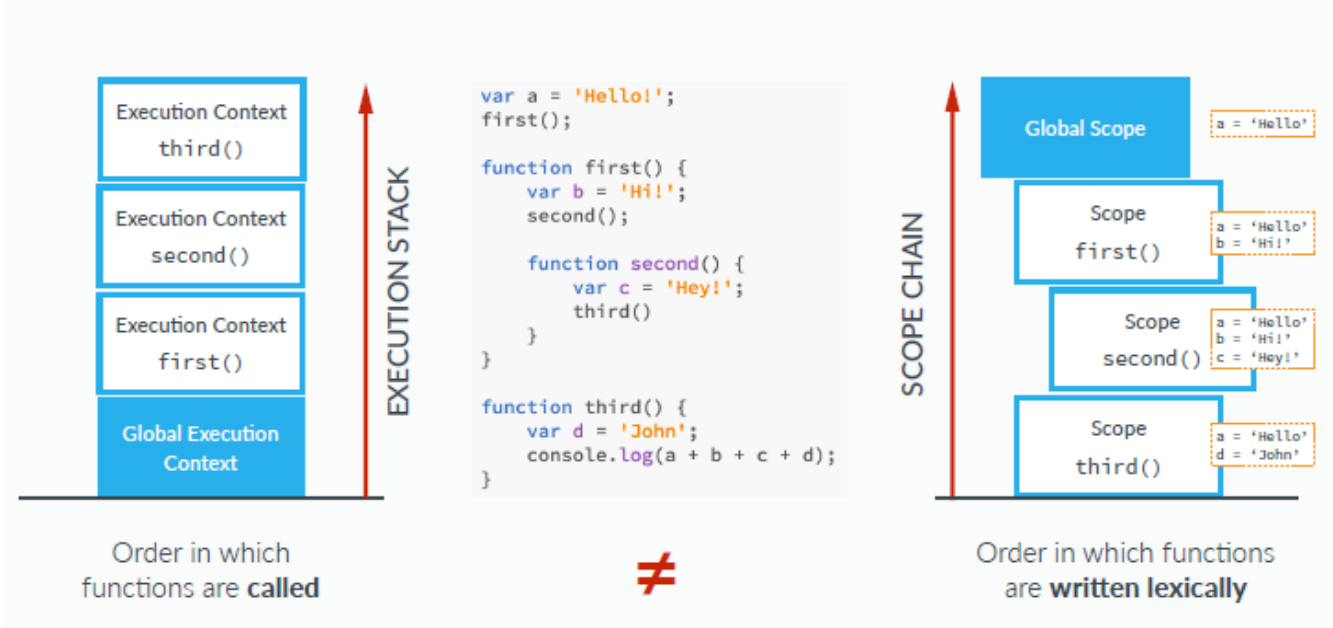 Execution Context
third()
Execution Context
second()
Execution Context
first()
Global Execution
Context
EXECUTION STACK
Order in which
functions are called
var a = 'Hello!';
first();
function first() {
    var b = 'Hi!';
    second();
    function second() {
        var c = 'Hey!';
        third()
    }
}
function third() {
    var d = 'John';
    console.log(a + b + c + d);
}
≠
SCOPE CHAIN
Global Scope
a = ‘Hello’
Scope
first()
a = ‘Hello’
b = ‘Hi!’
Scope
second()
a = ‘Hello’
b = ‘Hi!’
c = ‘Hey!’
Scope
third()
a = ‘Hello’
d = ‘John’
Order in which functions
are written lexically